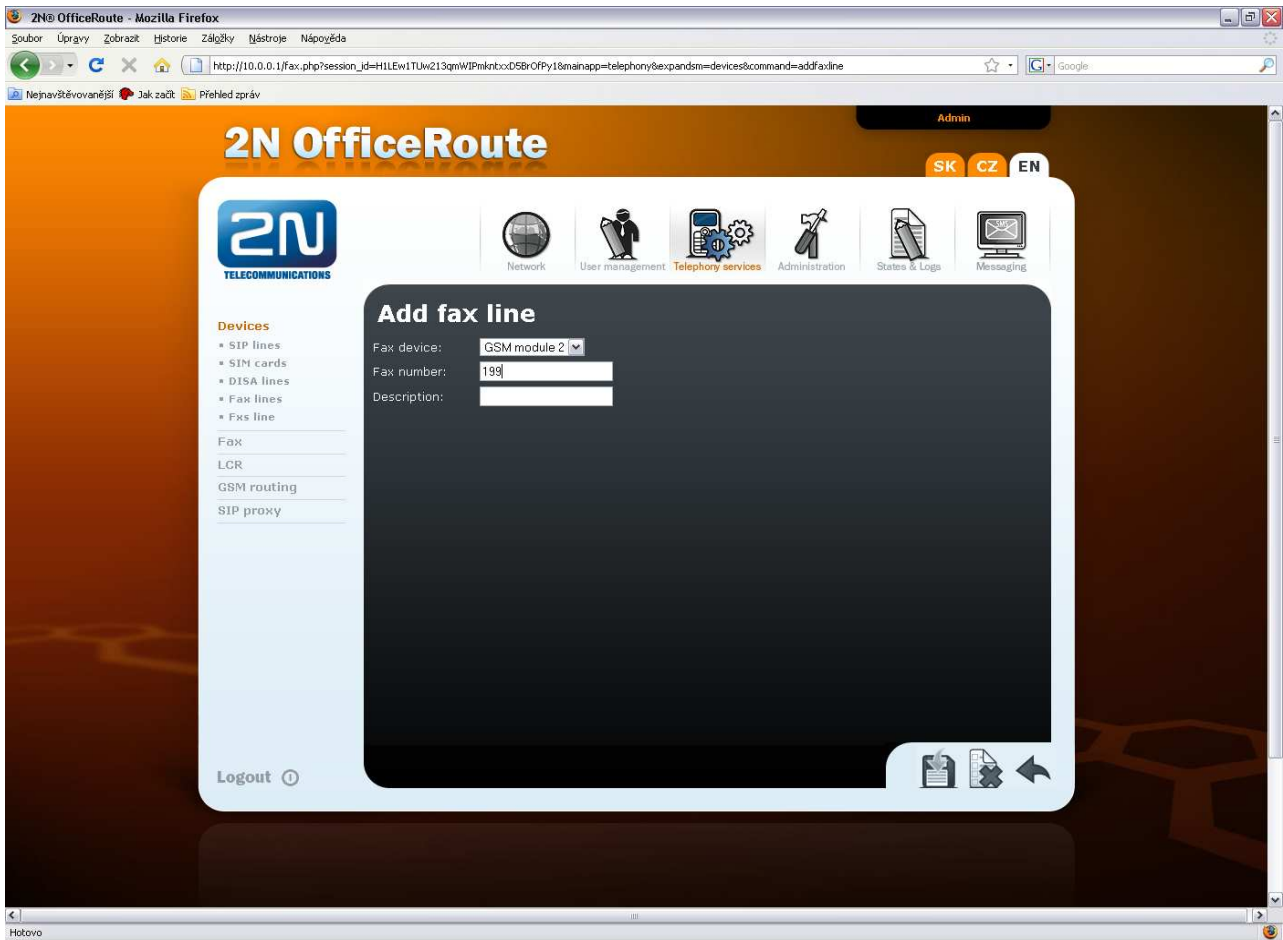 2N® OfficeRoute - Mozilla Firefox
Soubor Úpravy Zobrazit Historie Záložky Nástroje Nápověda
http://10.0.0.1/fax.php?session_id=H1LEw1TUw213qmWIPmkntxxD5BrOfPy1&mainapp=telephony&expandsm=devices&command=addfaxline
G Google
Nejnavštěvovanější Jak začít Přehled zpráv
Admin
2N OfficeRoute
SK CZ EN
2N
TELECOMMUNICATIONS
Network User management Telephony services Administration States & Logs Messaging
SMS
Add fax line
Devices
SIP lines
SIM cards
DISA lines
Fax lines
Fxs line
Fax
LCR
GSM routing
SIP proxy
Fax device: GSM module 2
Fax number: 199
Description:
Logout
Hotovo